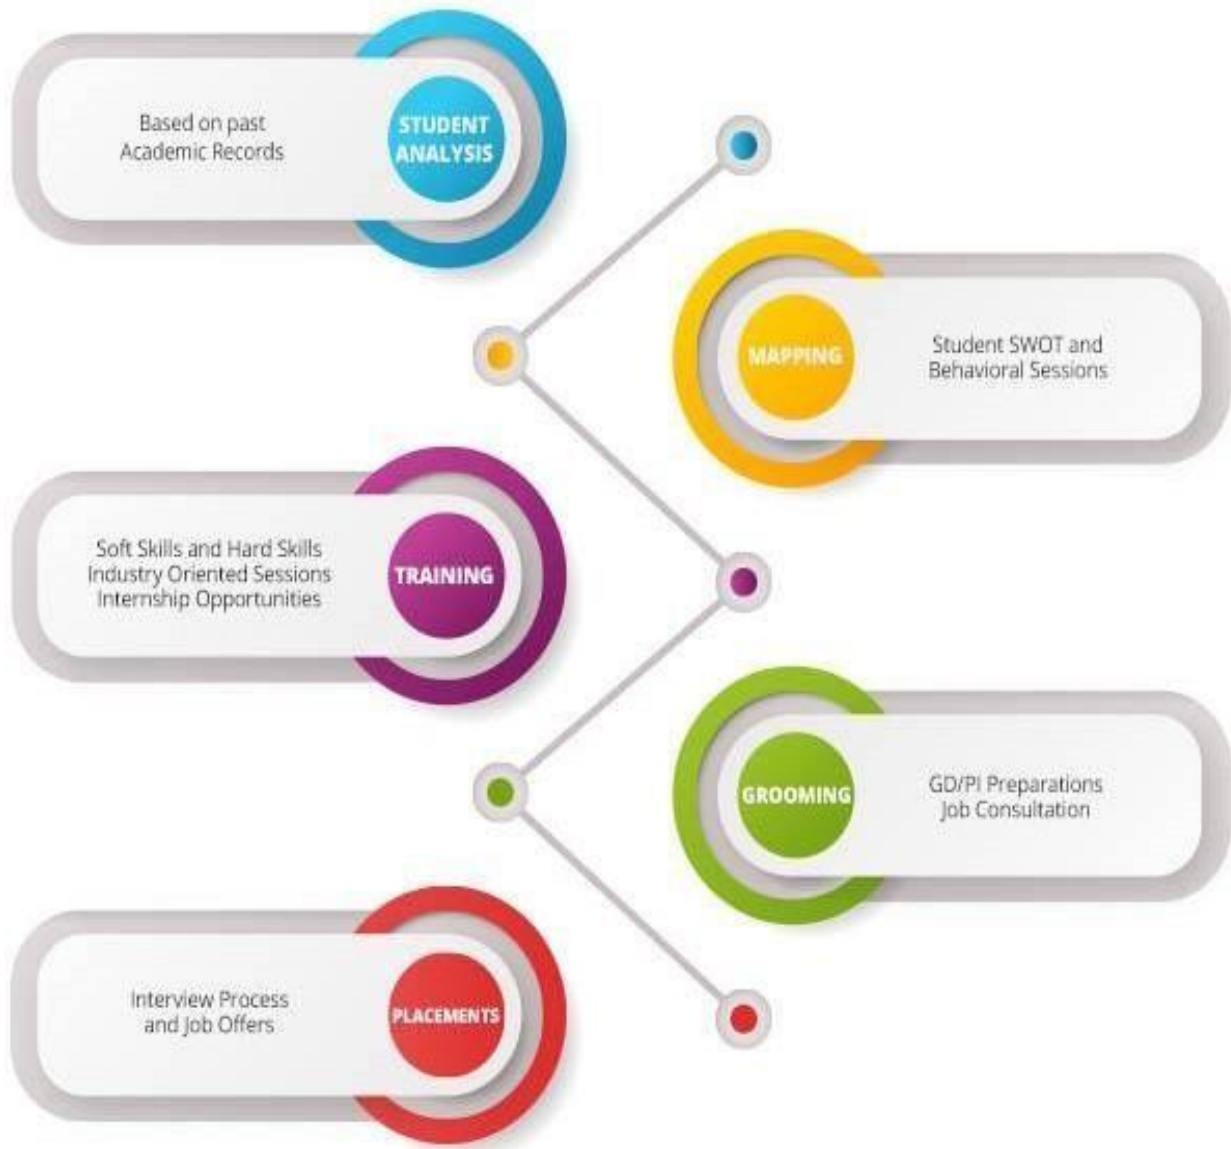 Based on past
Academic Records
STUDENT
ANALYSIS
MAPPING
Student SWOT and
Behavioral Sessions
Soft Skills and Hard Skills
Industry Oriented Sessions
Internship Opportunities
TRAINING
GROOMING
GD/PI Preparations
Job Consultation
Interview Process
and Job Offers
PLACEMENTS